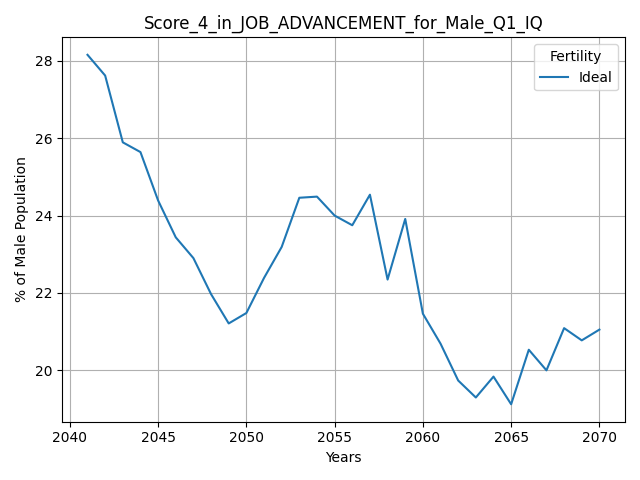 Score_4_in_JOB_ADVANCEMENT_for_Male_Q1_IQ
Fertility
Ideal
% of Male Population
28
26
24
22
20
2040
2045
2050
2055
2060
2065
2070
Years